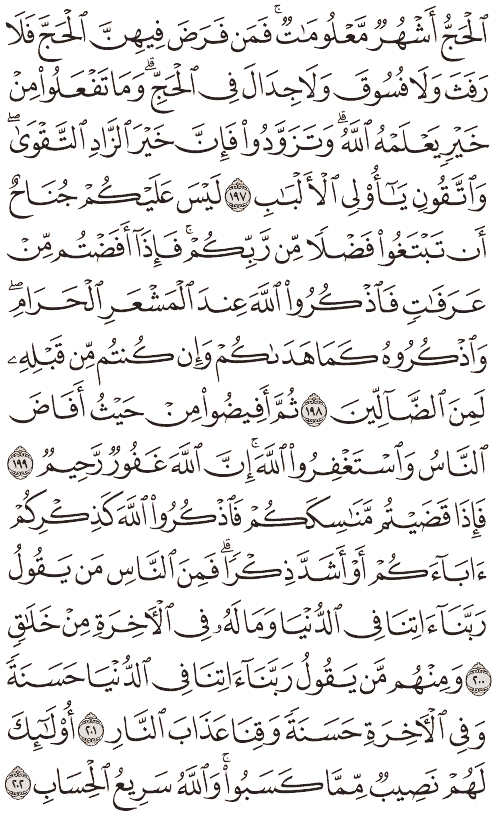 ٱلْحَجُّ أَشْهُرٌ مَّعْلُومَٰتٌ ۚ فَمَن فَرَضَ فِيهِنَّ ٱلْحَجَّ فَلَا
رَفَثَ وَلَا فُسُوقَ وَلَا جِدَالَ فِى ٱلْحَجِّ ۗ وَمَا تَفْعَلُوا۟ مِنْ
خَيْرٍ يَعْلَمْهُ ٱللَّهُ ۗ وَتَزَوَّدُوا۟ فَإِنَّ خَيْرَ ٱلزَّادِ ٱلتَّقْوَىٰ ۖ
وَٱتَّقُونِ يَٰٓأُو۟لِى ٱلْأَلْبَٰبِ ١٩٧ لَيْسَ عَلَيْكُمْ جُنَاحٌ
أَن تَبْتَغُوا۟ فَضْلًا مِّن رَّبِّكُمْ ۚ فَإِذَآ أَفَضْتُم مِّنْ
عَرَفَٰتٍ فَٱذْكُرُوا۟ ٱللَّهَ عِندَ ٱلْمَشْعَرِ ٱلْحَرَامِ ۖ
وَٱذْكُرُوهُ كَمَا هَدَىٰكُمْ وَإِن كُنتُم مِّن قَبْلِهِۦ
لَمِنَ ٱلضَّآلِّينَ ١٩٨ ثُمَّ أَفِيضُوا۟ مِنْ حَيْثُ أَفَاضَ
ٱلنَّاسُ وَٱسْتَغْفِرُوا۟ ٱللَّهَ ۚ إِنَّ ٱللَّهَ غَفُورٌ رَّحِيمٌ ١٩٩
فَإِذَا قَضَيْتُم مَّنَٰسِكَكُمْ فَٱذْكُرُوا۟ ٱللَّهَ كَذِكْرِكُمْ
ءَابَآءَكُمْ أَوْ أَشَدَّ ذِكْرًا ۗ فَمِنَ ٱلنَّاسِ مَن يَقُولُ
رَبَّنَآ ءَاتِنَا فِى ٱلدُّنْيَا وَمَا لَهُۥ فِى ٱلْءَاخِرَةِ مِنْ خَلَٰقٍ
٢٠٠ وَمِنْهُم مَّن يَقُولُ رَبَّنَآ ءَاتِنَا فِى ٱلدُّنْيَا حَسَنَةً
وَفِى ٱلْءَاخِرَةِ حَسَنَةً وَقِنَا عَذَابَ ٱلنَّارِ ٢٠١ أُو۟لَٰٓئِكَ
لَهُمْ نَصِيبٌ مِّمَّا كَسَبُوا۟ ۚ وَٱللَّهُ سَرِيعُ ٱلْحِسَابِ ٢٠٢